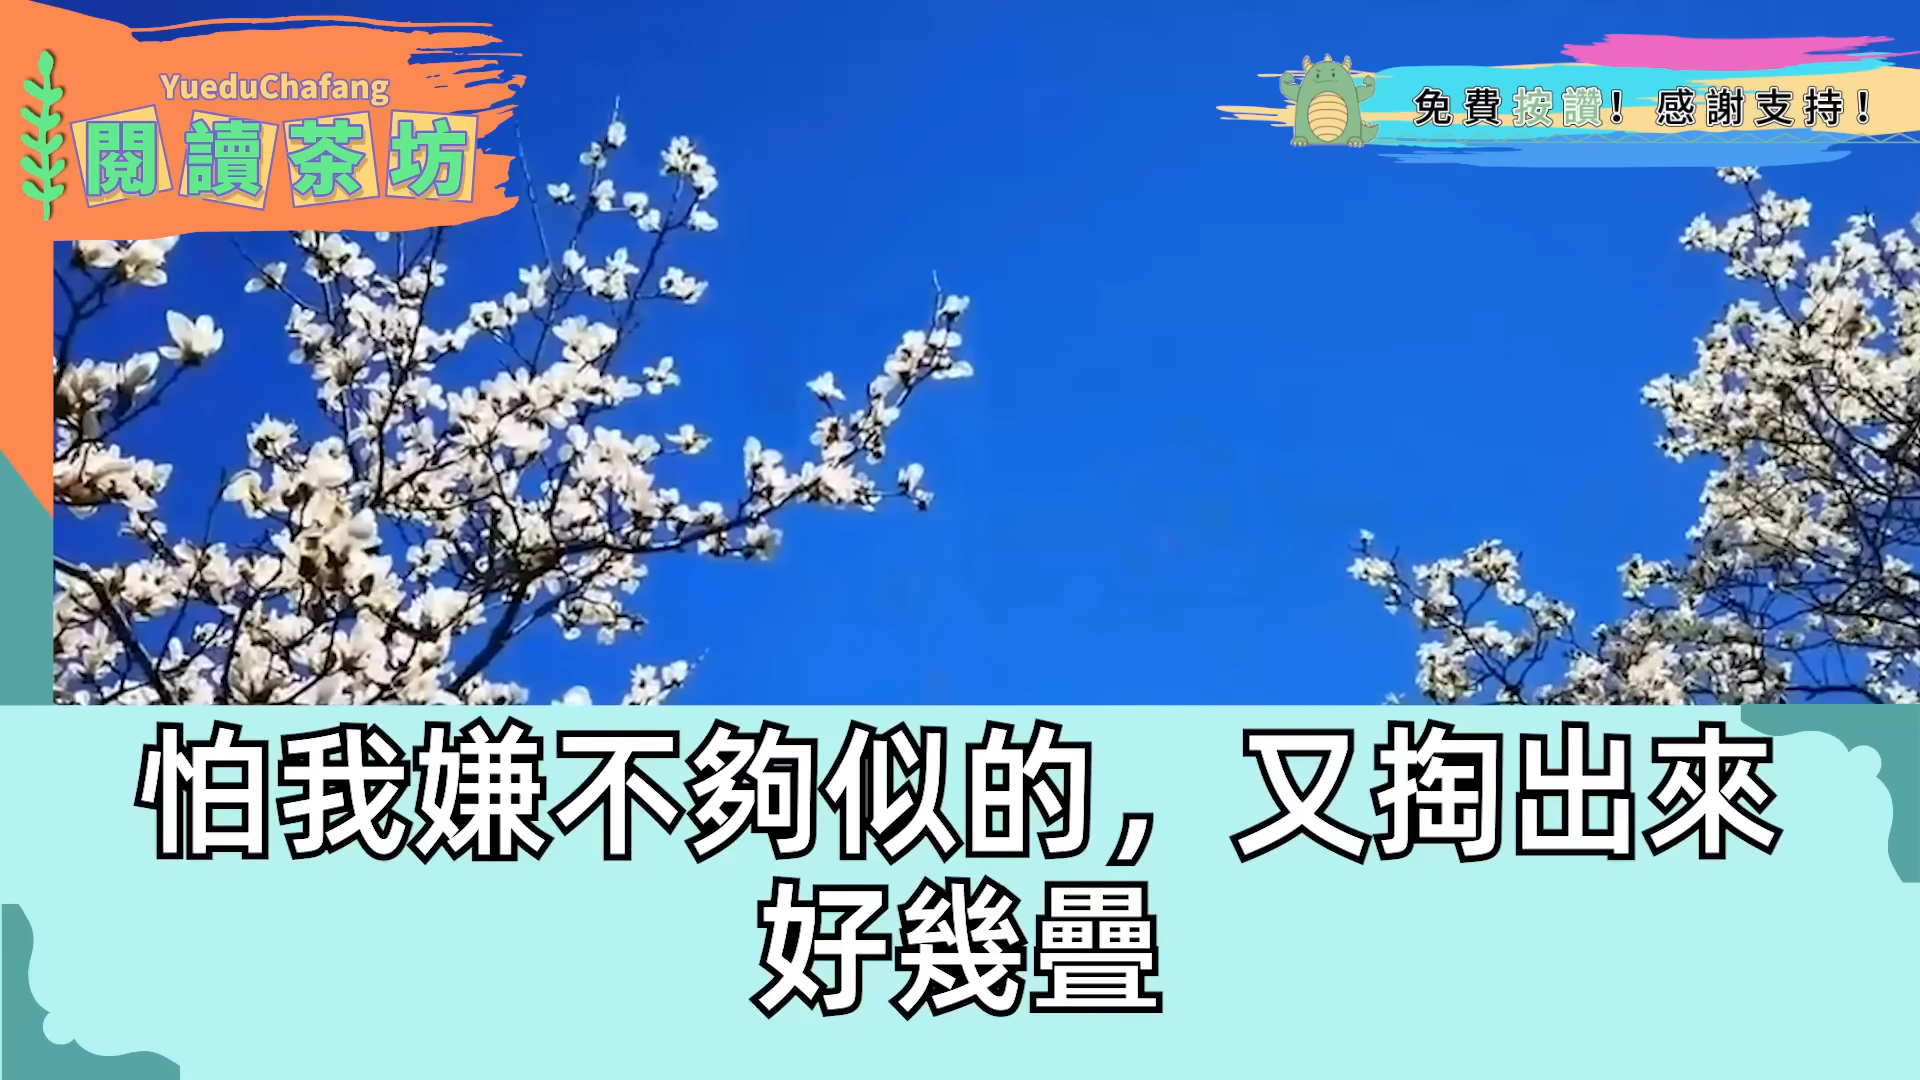 YueduChafang
閱讀茶坊
免費按讚！感謝支持！
怕我嫌不夠似的，又掏出來
好幾疊